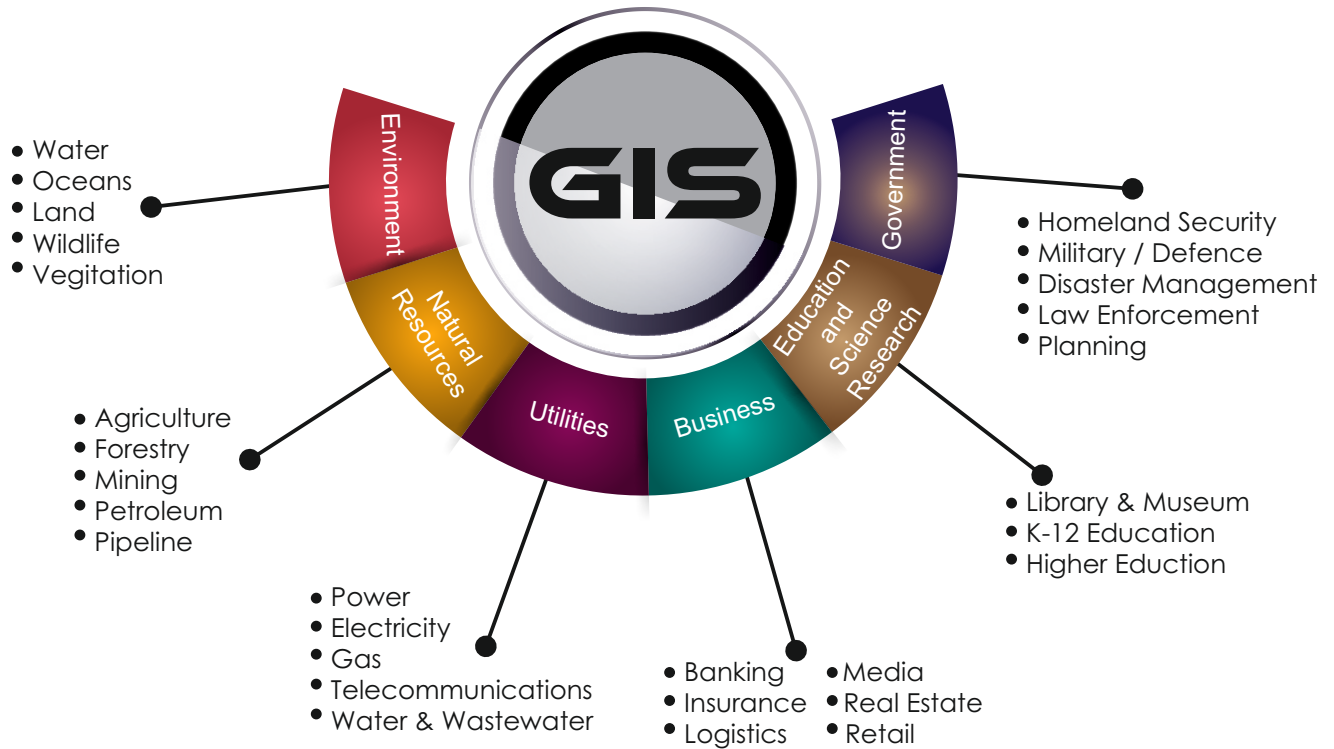 GIS
Environment
• Water
• Oceans
• Land
• Wildlife
• Vegitation
Natural
Resources
• Agriculture
• Forestry
• Mining
• Petroleum
• Pipeline
Utilities
• Power
• Electricity
• Gas
• Telecommunications
• Water & Wastewater
Business
• Banking
• Insurance
• Logistics
• Media
• Real Estate
• Retail
Education
and
Science
Research
• Library & Museum
• K-12 Education
• Higher Eduction
Government
• Homeland Security
• Military / Defence
• Disaster Management
• Law Enforcement
• Planning